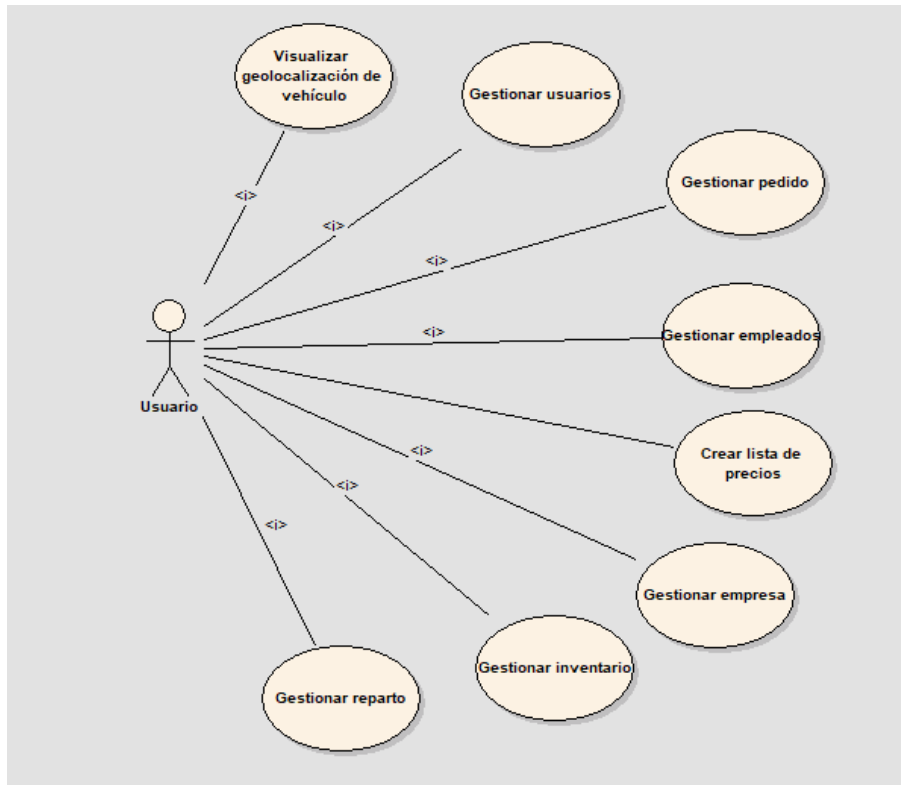 Visualizar
geolocalización de
vehículo
Gestionar usuarios
Gestionar pedido
<i>
<i>
<i>
<i>
Gestionar empleados
Usuario
Crear lista de
precios
<i>
<i>
<i>
Gestionar empresa
Gestionar inventario
Gestionar reparto